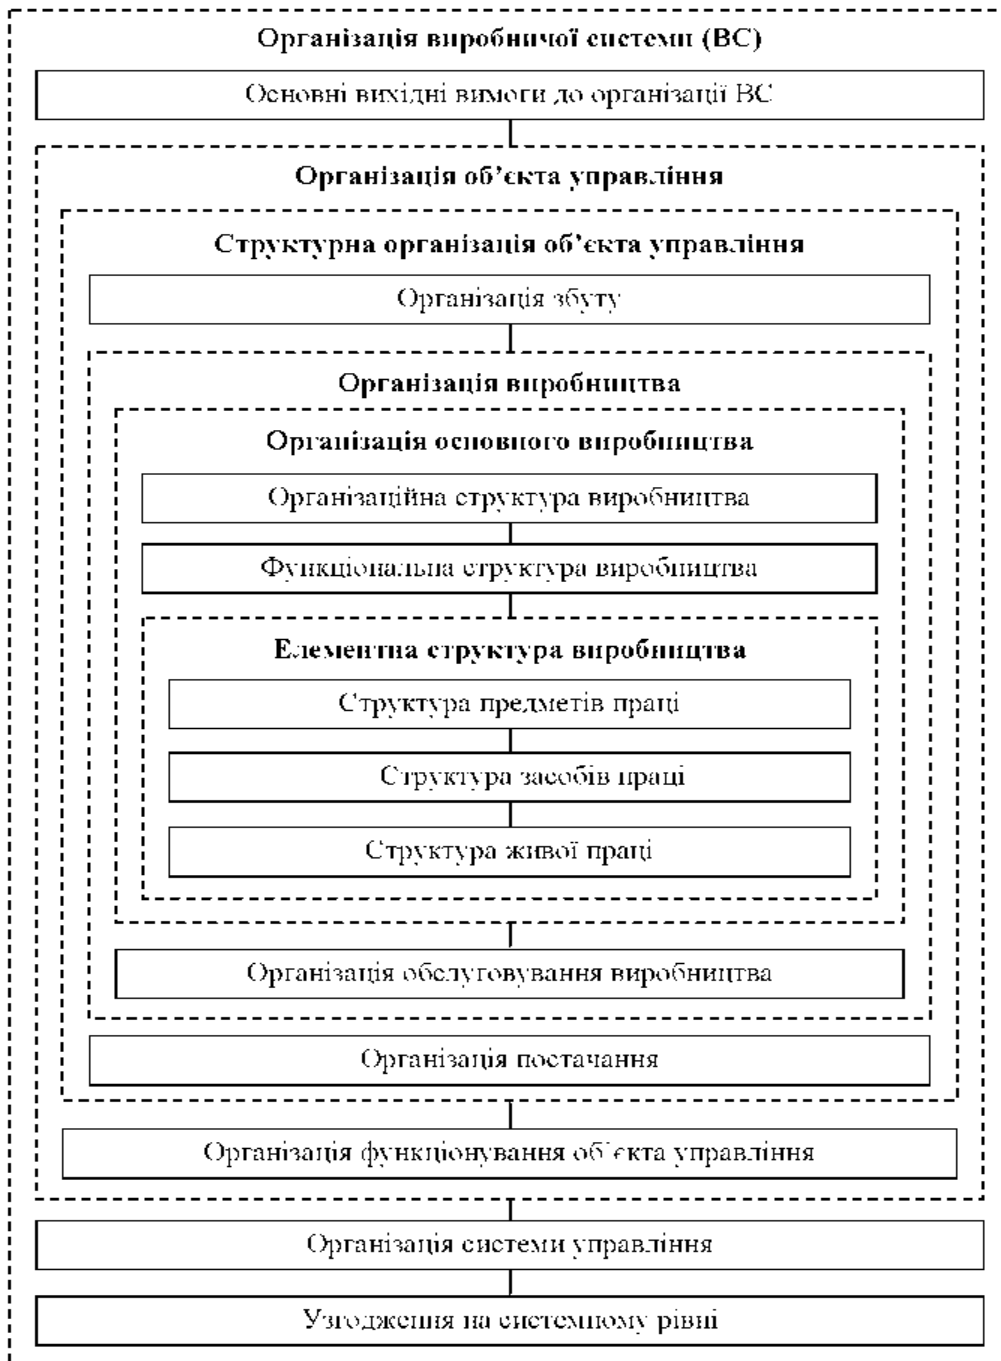 Організація виробничої системи (ВС)
Основні вихідні вимоги до організації ВС
Організація об’єкта управління
Структурна організація об’єкта управління
Організація збуту
Організація виробництва
Організація основного виробництва
Організаційна структура виробництва
Функціональна структура виробництва
Елементна структура виробництва
Структура предметів праці
Структура засобів праці
Структура живої праці
Організація обслуговування виробництва
Організація постачання
Організація функціонування об’єкта управління
Організація системи управління
Узгодження на системному рівні